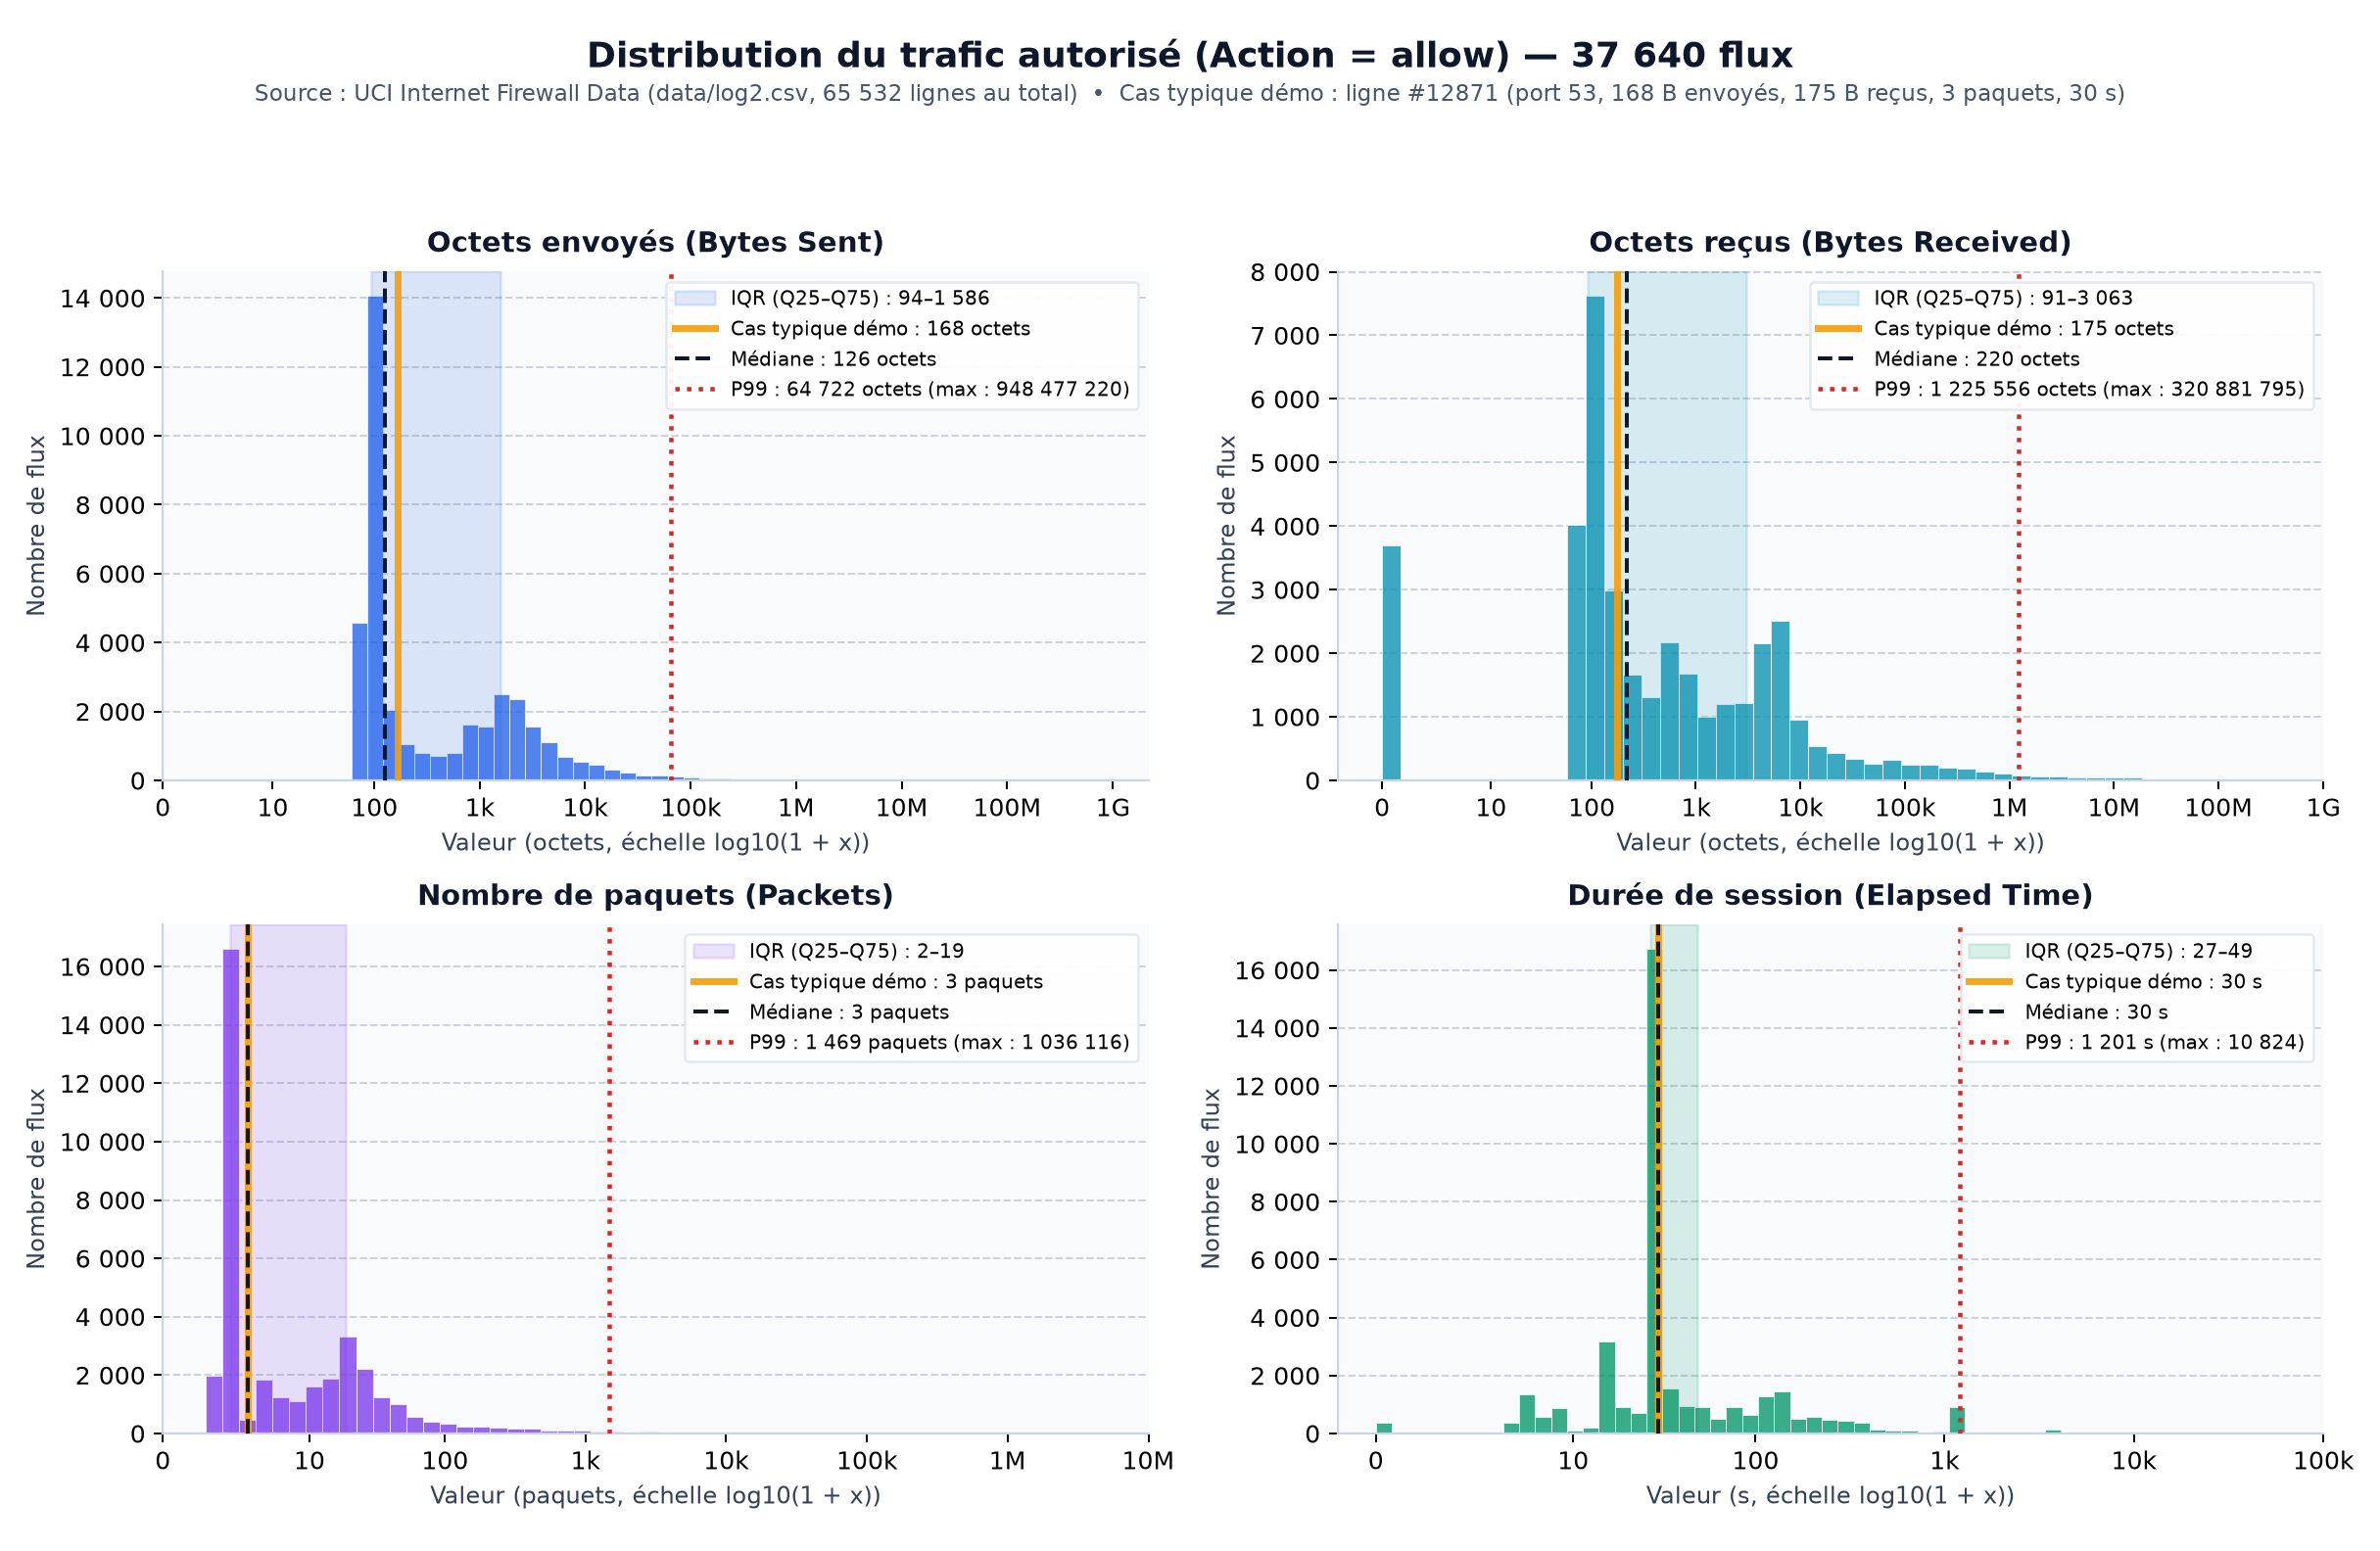 Distribution du trafic autorisé (Action = allow) — 37 640 flux
Source : UCI Internet Firewall Data (data/log2.csv, 65 532 lignes au total) • Cas typique démo : ligne #12871 (port 53, 168 B envoyés, 175 B reçus, 3 paquets, 30 s)
Octets envoyés (Bytes Sent)
IQR (Q25–Q75) : 94–1 586
Cas typique démo : 168 octets
Médiane : 126 octets
P99 : 64 722 octets (max : 948 477 220)
Nombre de flux
14 000
12 000
10 000
8 000
6 000
4 000
2 000
0
0 10 100 1k 10k 100k 1M 10M 100M 1G
Valeur (octets, échelle log10(1 + x))
Octets reçus (Bytes Received)
IQR (Q25–Q75) : 91–3 063
Cas typique démo : 175 octets
Médiane : 220 octets
P99 : 1 225 556 octets (max : 320 881 795)
Nombre de flux
8 000
7 000
6 000
5 000
4 000
3 000
2 000
1 000
0
0 10 100 1k 10k 100k 1M 10M 100M 1G
Valeur (octets, échelle log10(1 + x))
Nombre de paquets (Packets)
IQR (Q25–Q75) : 2–19
Cas typique démo : 3 paquets
Médiane : 3 paquets
P99 : 1 469 paquets (max : 1 036 116)
Nombre de flux
16 000
14 000
12 000
10 000
8 000
6 000
4 000
2 000
0
0 10 100 1k 10k 100k 1M 10M
Valeur (paquets, échelle log10(1 + x))
Durée de session (Elapsed Time)
IQR (Q25–Q75) : 27–49
Cas typique démo : 30 s
Médiane : 30 s
P99 : 1 201 s (max : 10 824)
Nombre de flux
16 000
14 000
12 000
10 000
8 000
6 000
4 000
2 000
0
0 10 100 1k 10k 100k
Valeur (s, échelle log10(1 + x))